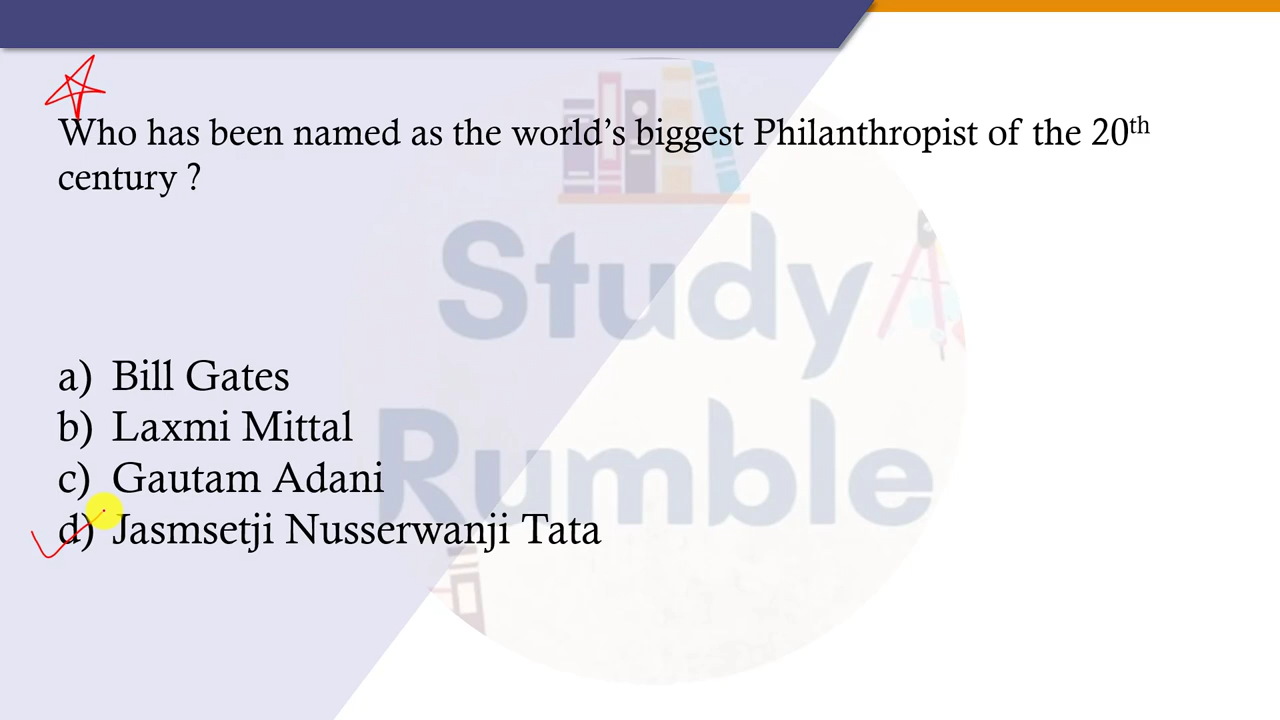 Who has been named as the world’s biggest Philanthropist of the 20th
century ?
Study
Rumble
a) Bill Gates
b) Laxmi Mittal
c) Gautam Adani
d) Jasmsetji Nusserwanji Tata